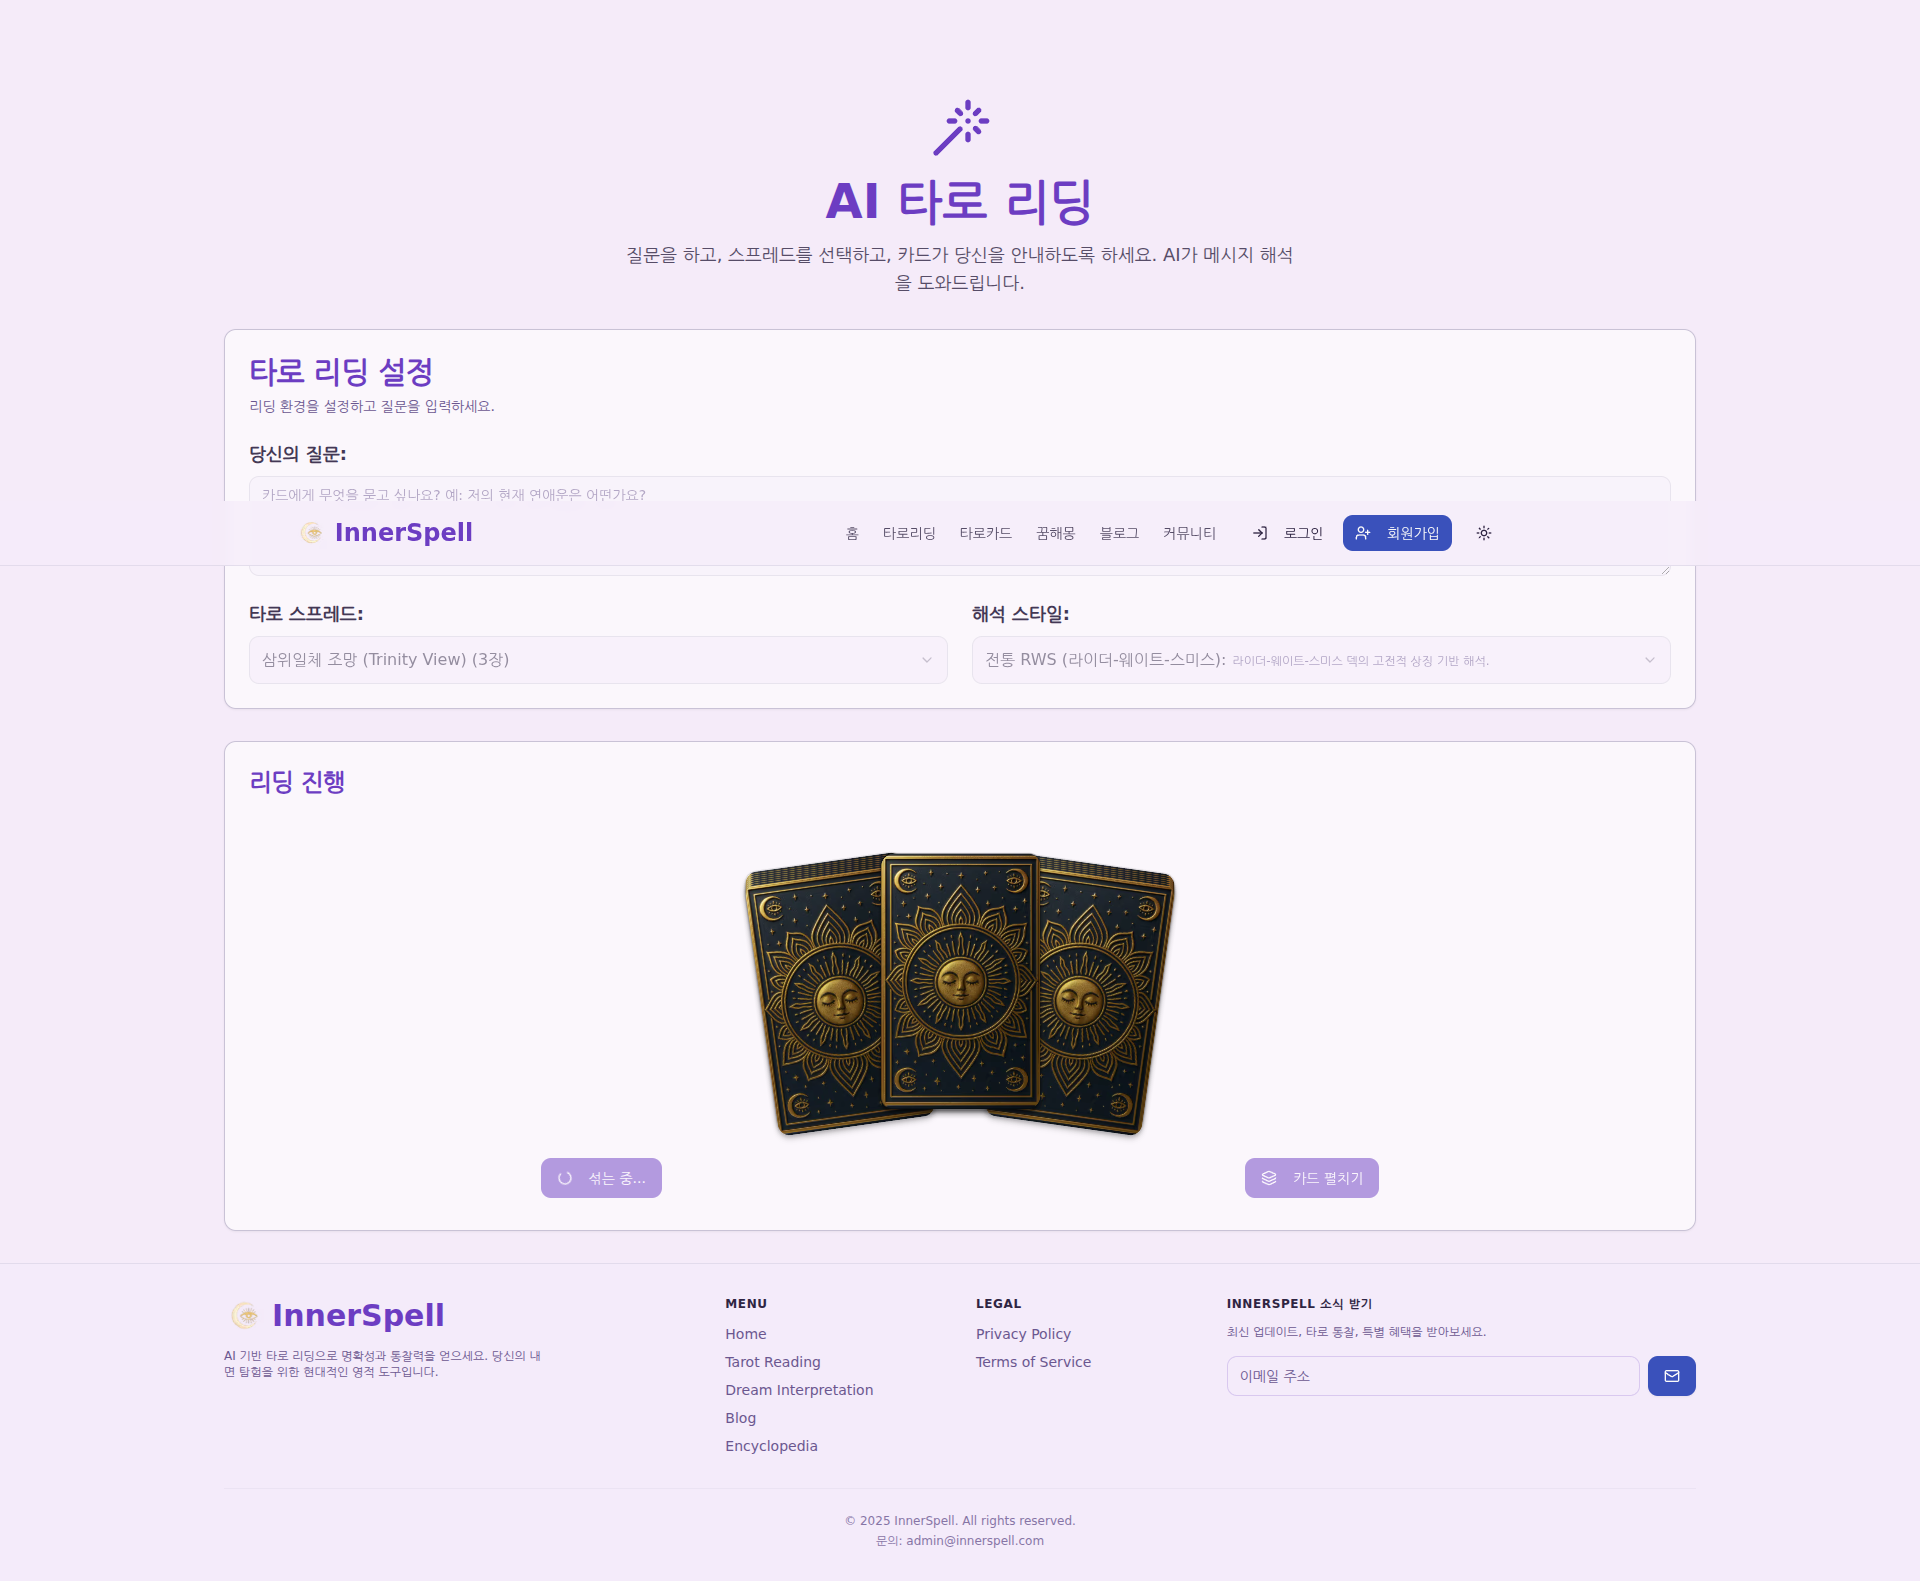 AI 타로 리딩
질문을 하고, 스프레드를 선택하고, 카드가 당신을 안내하도록 하세요. AI가 메시지 해석
을 도와드립니다.
타로 리딩 설정
리딩 환경을 설정하고 질문을 입력하세요.
당신의 질문:
카드에게 무엇을 묻고 싶나요? 예: 저의 현재 연애운은 어떤가요?
InnerSpell
홈 타로리딩 타로카드 꿈해몽 블로그 커뮤니티 로그인 회원가입
타로 스프레드:
삼위일체 조망 (Trinity View) (3장)
해석 스타일:
전통 RWS (라이더-웨이트-스미스): 라이더-웨이트-스미스 덱의 고전적 상징 기반 해석.
리딩 진행
섞는 중...
카드 펼치기
InnerSpell
AI 기반 타로 리딩으로 명확성과 통찰력을 얻으세요. 당신의 내
면 탐험을 위한 현대적인 영적 도구입니다.
MENU
Home
Tarot Reading
Dream Interpretation
Blog
Encyclopedia
LEGAL
Privacy Policy
Terms of Service
INNERSPELL 소식 받기
최신 업데이트, 타로 통찰, 특별 혜택을 받아보세요.
이메일 주소
© 2025 InnerSpell. All rights reserved.
문의: admin@innerspell.com